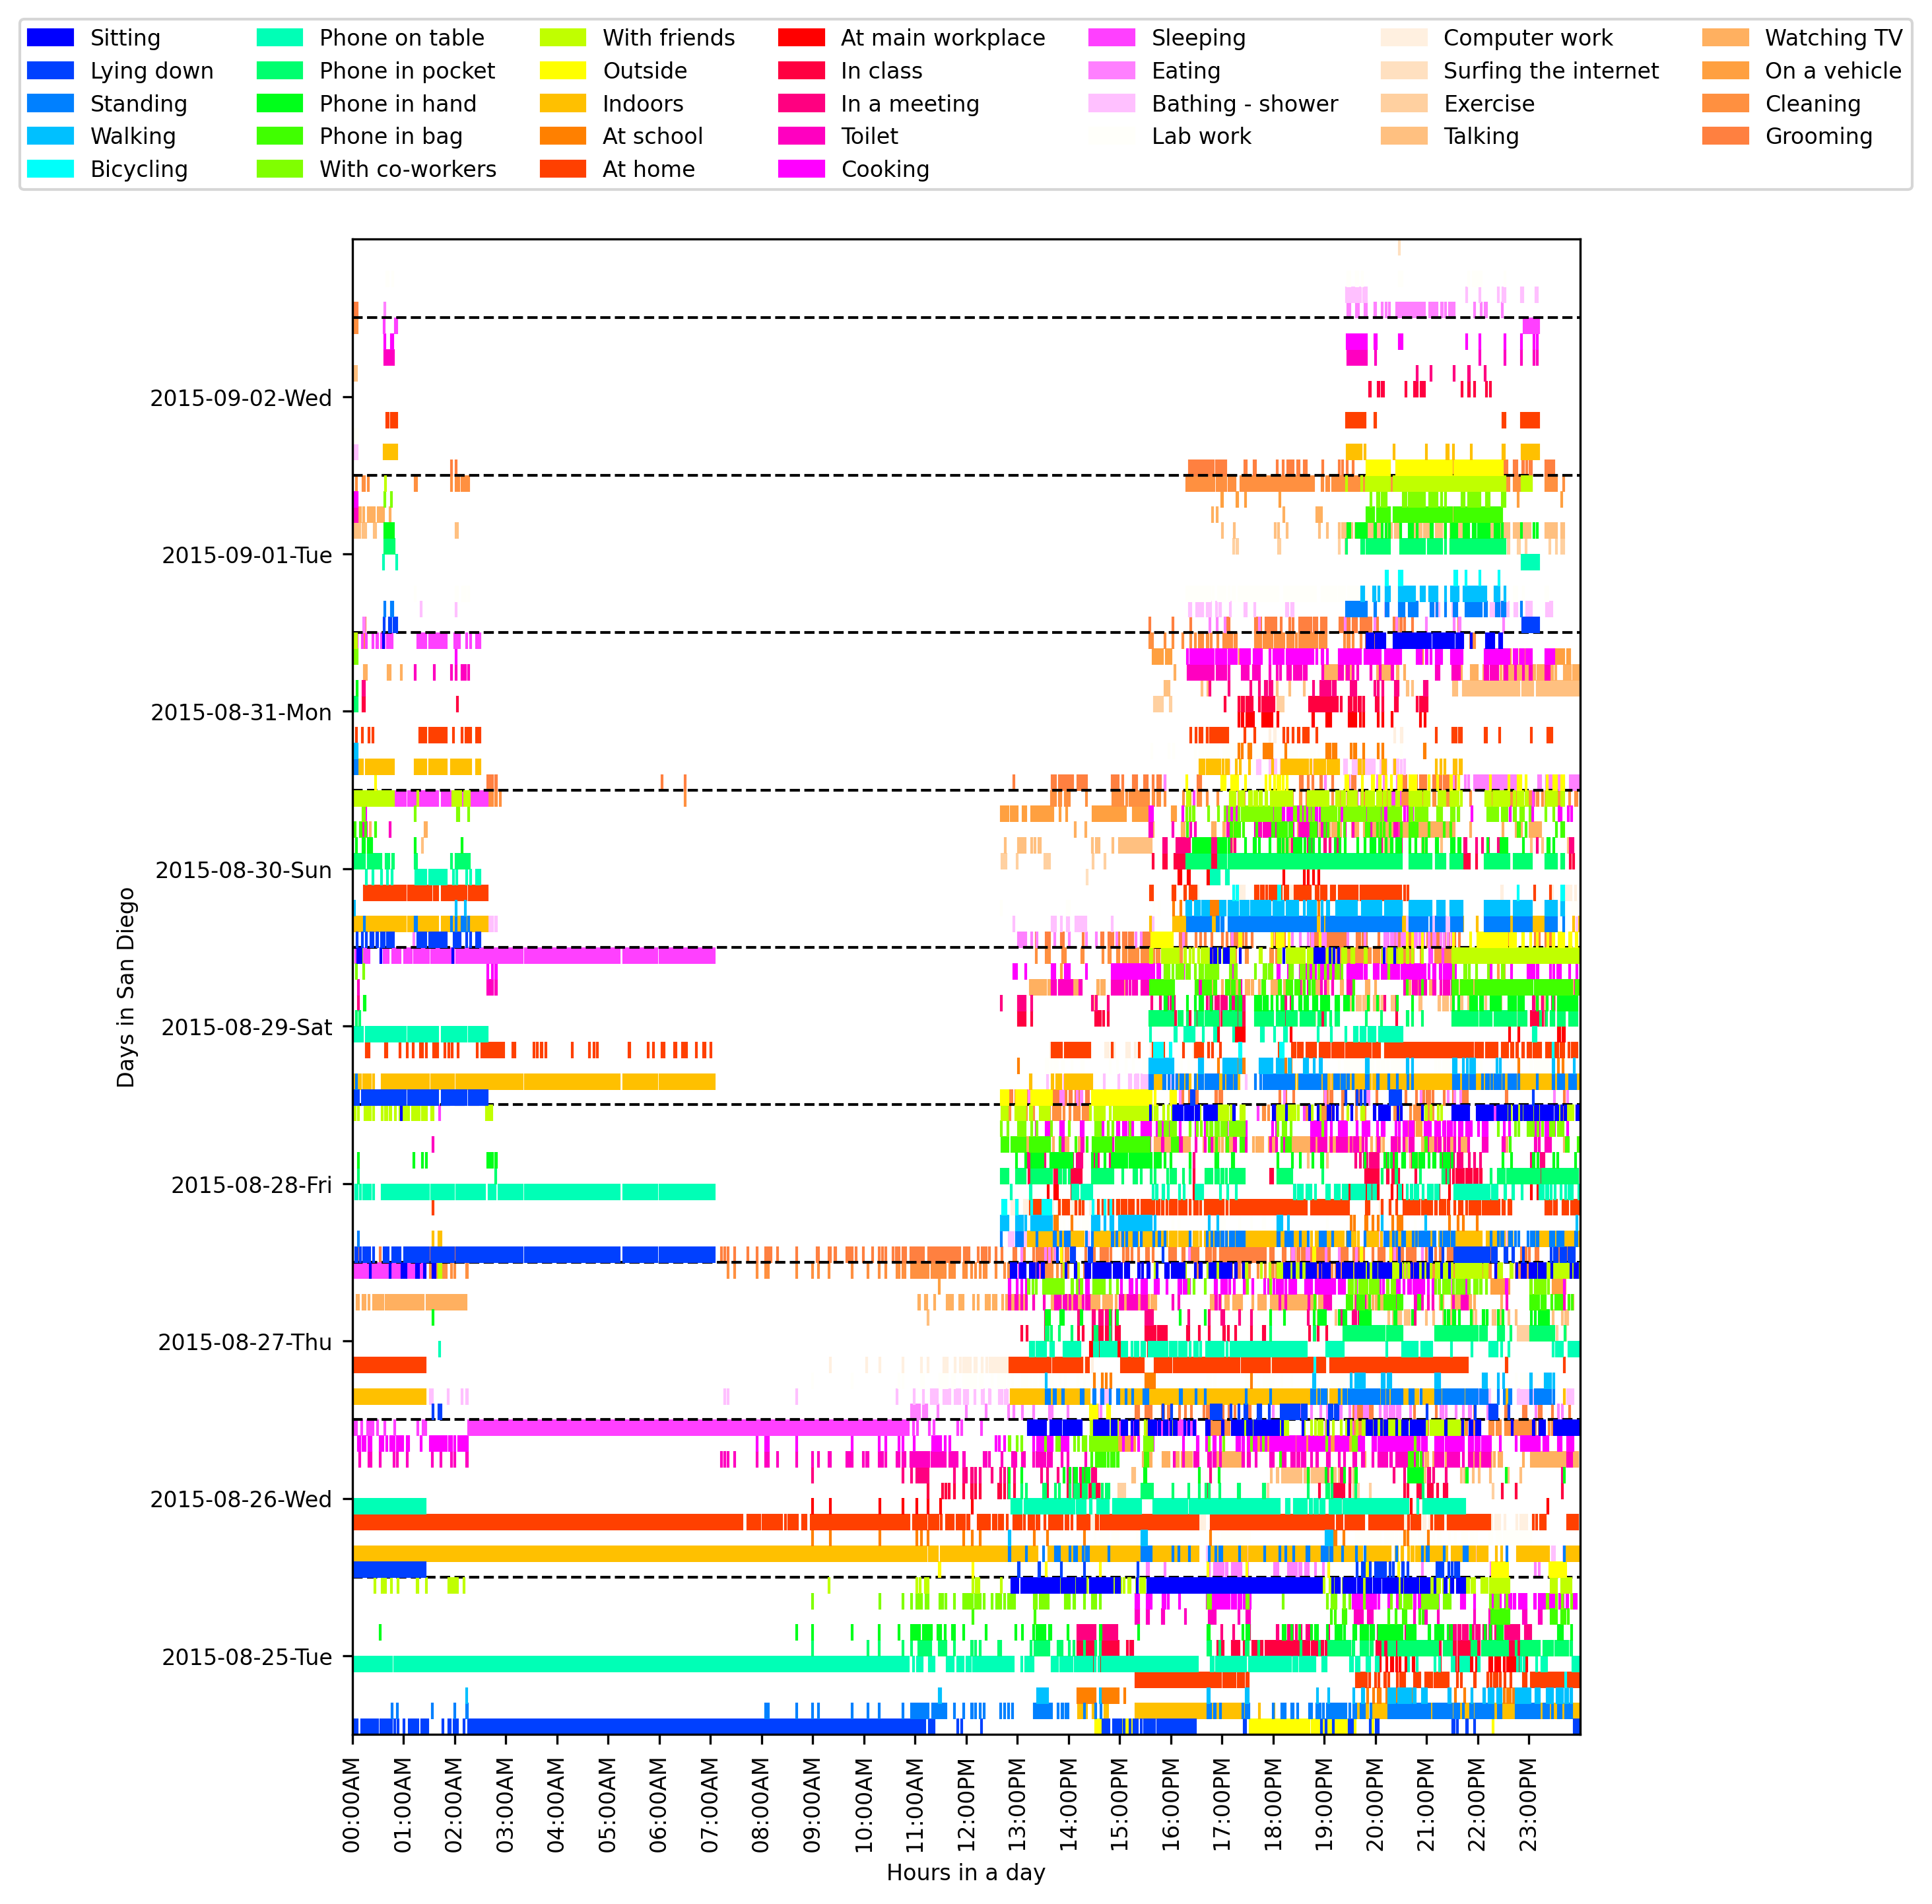 Sitting
Lying down
Standing
Walking
Bicycling
Phone on table
Phone in pocket
Phone in hand
Phone in bag
With co-workers
With friends
Outside
Indoors
At school
At home
At main workplace
In class
In a meeting
Toilet
Cooking
Sleeping
Eating
Bathing - shower
Lab work
Computer work
Surfing the internet
Exercise
Talking
Watching TV
On a vehicle
Cleaning
Grooming
2015-09-02-Wed
2015-09-01-Tue
2015-08-31-Mon
2015-08-30-Sun
2015-08-29-Sat
2015-08-28-Fri
2015-08-27-Thu
2015-08-26-Wed
2015-08-25-Tue
Days in San Diego
00:00AM
01:00AM
02:00AM
03:00AM
04:00AM
05:00AM
06:00AM
07:00AM
08:00AM
09:00AM
10:00AM
11:00AM
12:00PM
13:00PM
14:00PM
15:00PM
16:00PM
17:00PM
18:00PM
19:00PM
20:00PM
21:00PM
22:00PM
23:00PM
Hours in a day